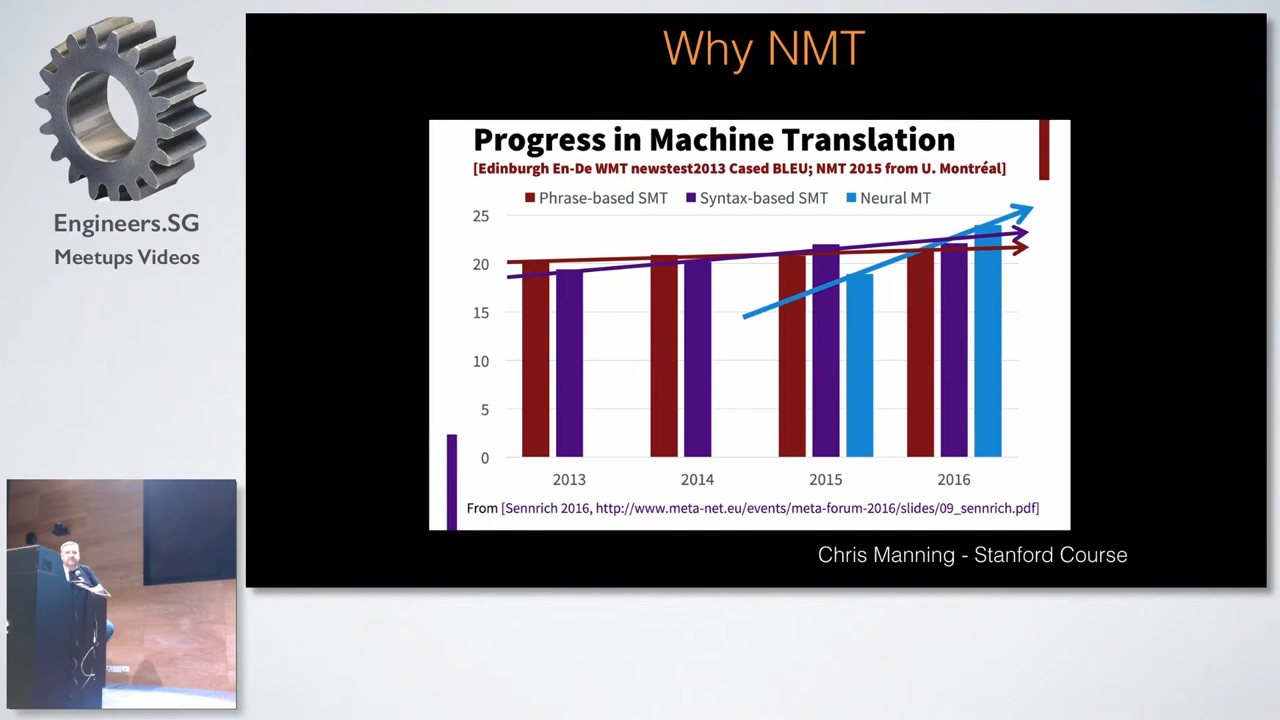 Why NMT
Engineers.SG
Meetups Videos
Progress in Machine Translation
[Edinburgh En-De WMT newstest2013 Cased BLEU; NMT 2015 from U. Montréal]
Phrase-based SMT Syntax-based SMT Neural MT
25
20
15
10
5
0
2013 2014 2015 2016
From [Sennrich 2016, http://www.meta-net.eu/events/meta-forum-2016/slides/09_sennrich.pdf]
Chris Manning - Stanford Course